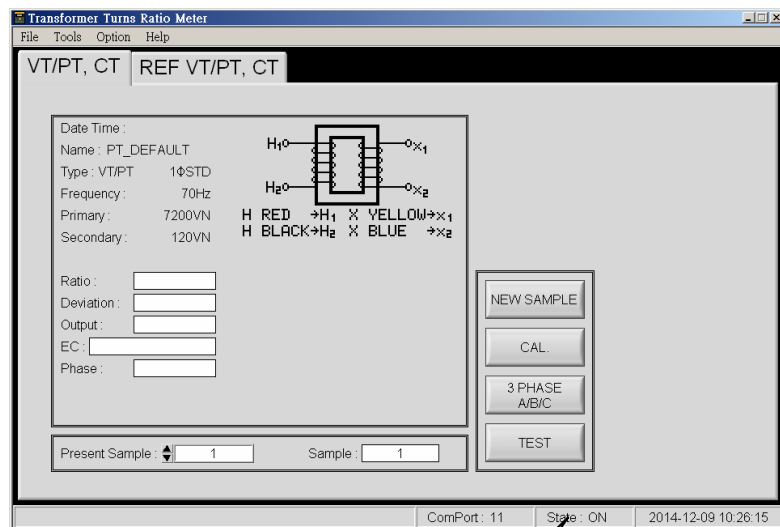 Transformer Turns Ratio Meter
File Tools Option Help
VT/PT, CT REF VT/PT, CT
Date Time :
Name : PT_DEFAULT
Type : VT/PT 1ΦSTD
Frequency : 70Hz
Primary : 7200VN
Secondary : 120VN
H₁ X₁
H₂ X₂
H RED →H₁ X YELLOW→X₁
H BLACK→H₂ X BLUE →X₂
Ratio :
Deviation :
Output :
EC :
Phase :
NEW SAMPLE
CAL.
3 PHASE
A/B/C
TEST
Present Sample : 1 Sample : 1
ComPort : 11 State : ON 2014-12-09 10:26:15